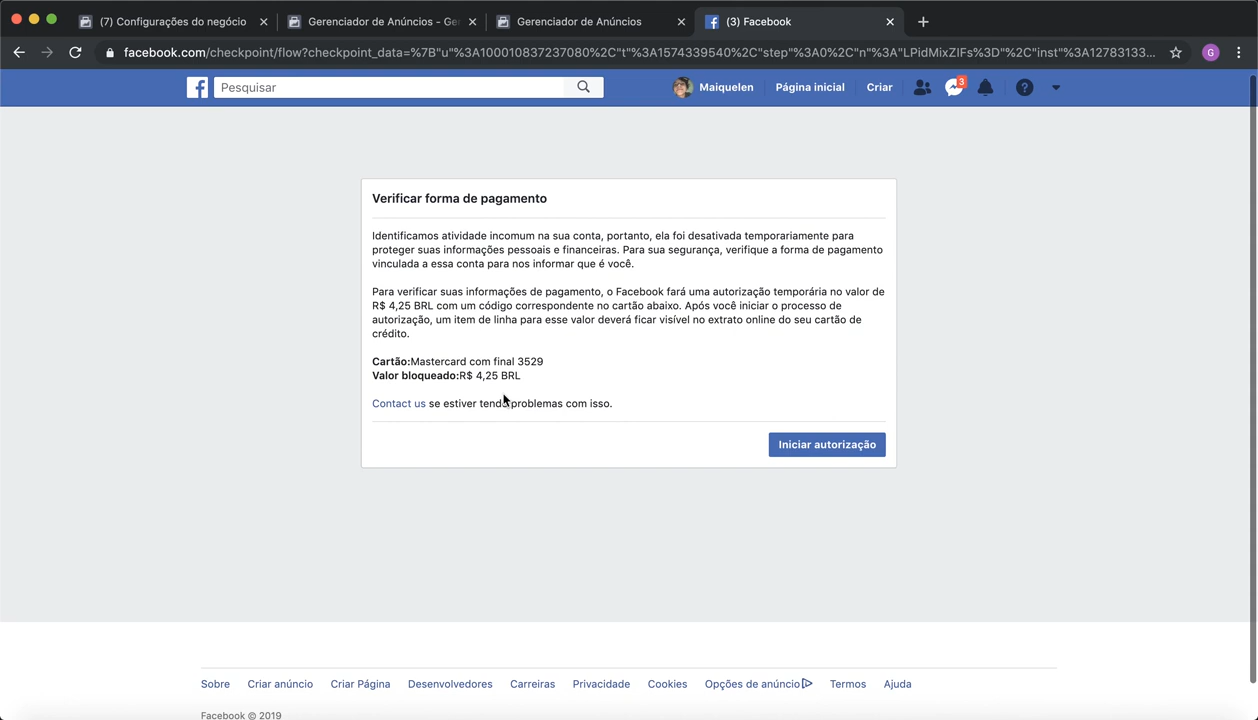 (7) Configurações do negócio
Gerenciador de Anúncios - Ge
Gerenciador de Anúncios
(3) Facebook
facebook.com/checkpoint/flow?checkpoint_data=%7B"u"%3A100010837237080%2C"t"%3A1574339540%2C"step"%3A0%2C"n"%3A"LPidMixZIFs%3D"%2C"inst"%3A12783133...
G
Pesquisar
Maiquelen
Página inicial
Criar
3
?
Verificar forma de pagamento
Identificamos atividade incomum na sua conta, portanto, ela foi desativada temporariamente para
proteger suas informações pessoais e financeiras. Para sua segurança, verifique a forma de pagamento
vinculada a essa conta para nos informar que é você.
Para verificar suas informações de pagamento, o Facebook fará uma autorização temporária no valor de
R$ 4,25 BRL com um código correspondente no cartão abaixo. Após você iniciar o processo de
autorização, um item de linha para esse valor deverá ficar visível no extrato online do seu cartão de
crédito.
Cartão:Mastercard com final 3529
Valor bloqueado:R$ 4,25 BRL
Contact us se estiver tendo problemas com isso.
Iniciar autorização
Sobre
Criar anúncio
Criar Página
Desenvolvedores
Carreiras
Privacidade
Cookies
Opções de anúncio
Termos
Ajuda
Facebook © 2019